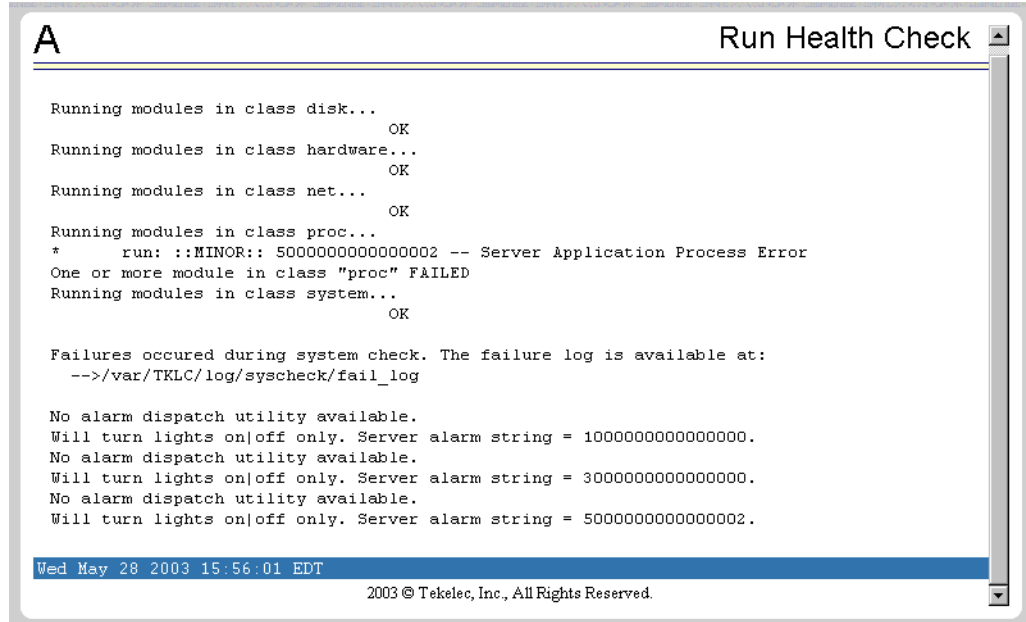 A
Run Health Check
Running modules in class disk...
OK
Running modules in class hardware...
OK
Running modules in class net...
OK
Running modules in class proc...
*       run: ::MINOR:: 5000000000000002 -- Server Application Process Error
One or more module in class "proc" FAILED
Running modules in class system...
OK
Failures occured during system check. The failure log is available at:
-->/var/TKLC/log/syscheck/fail_log
No alarm dispatch utility available.
Will turn lights on|off only. Server alarm string = 1000000000000000.
No alarm dispatch utility available.
Will turn lights on|off only. Server alarm string = 3000000000000000.
No alarm dispatch utility available.
Will turn lights on|off only. Server alarm string = 5000000000000002.
Wed May 28 2003 15:56:01 EDT
2003 © Tekelec, Inc., All Rights Reserved.